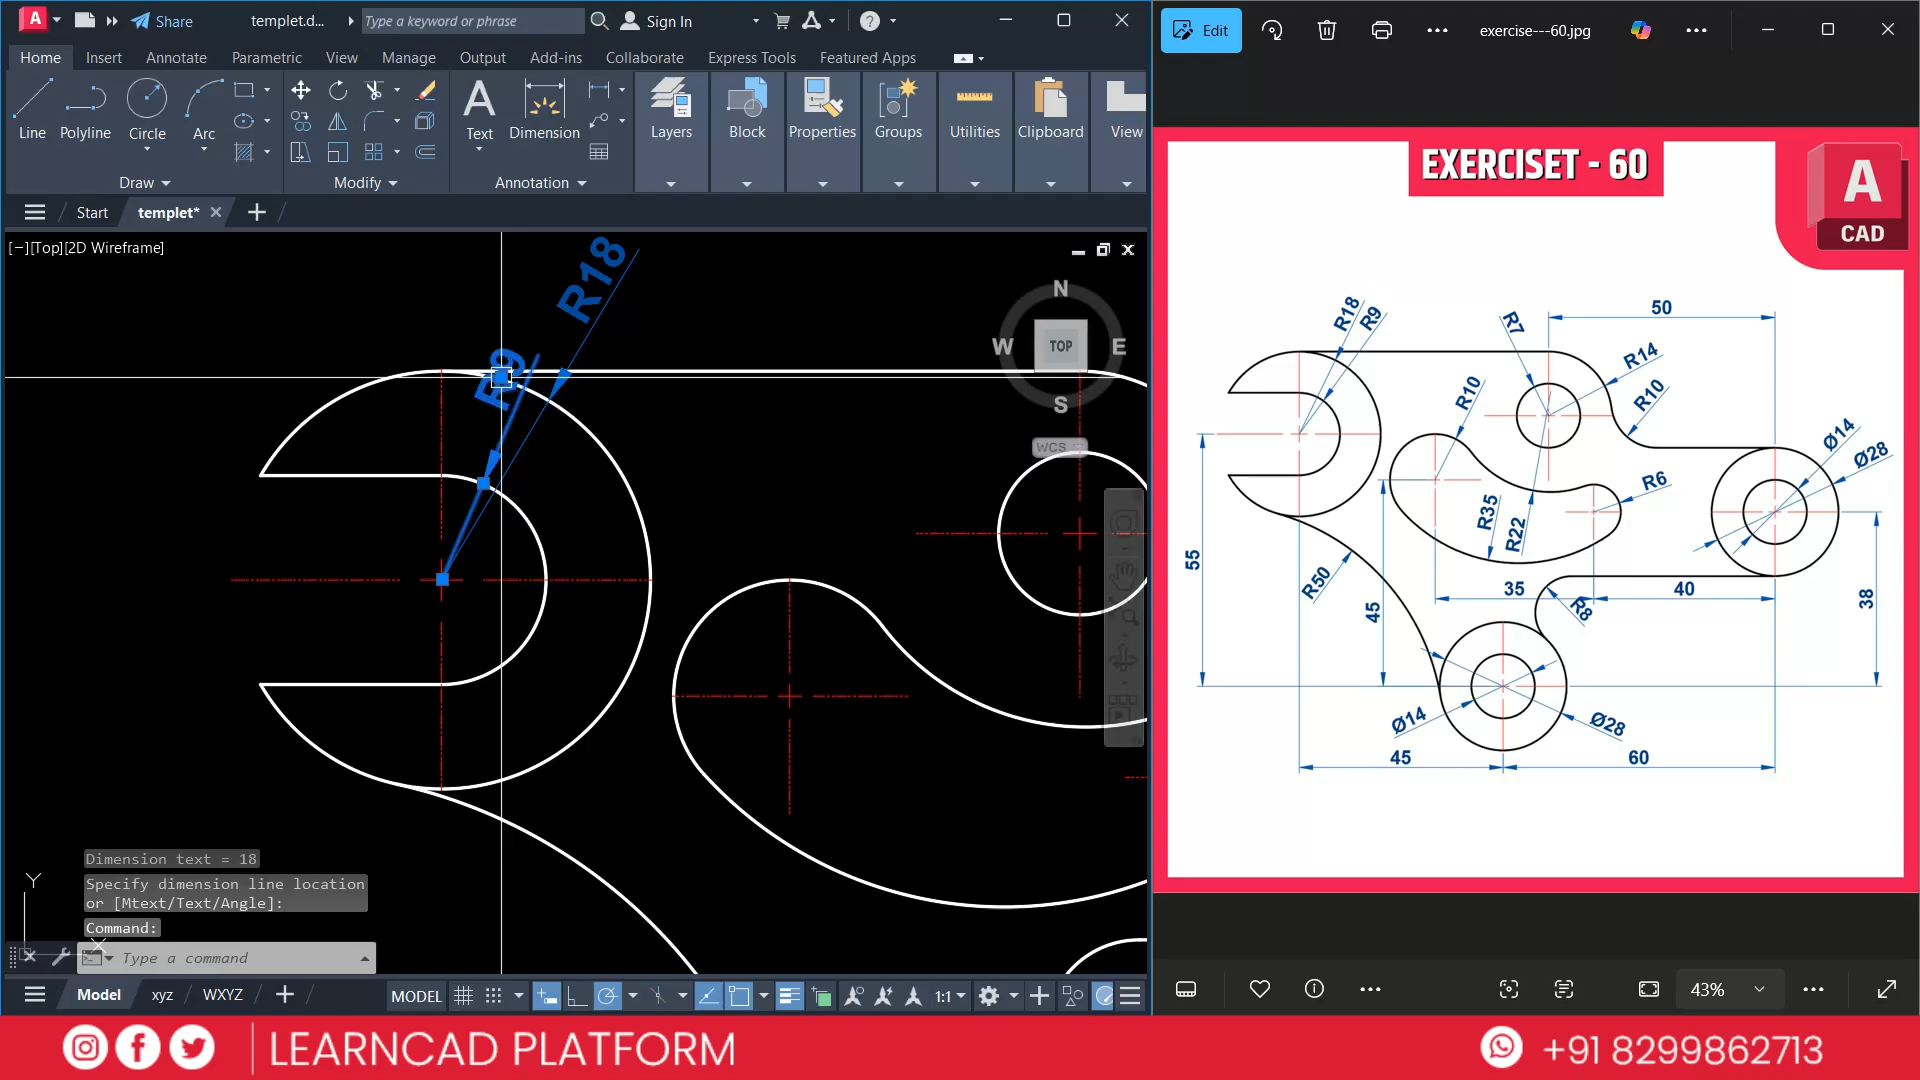 A
Share
templet.d...
Type a keyword or phrase
Sign In
Home
Insert
Annotate
Parametric
View
Manage
Output
Add-ins
Collaborate
Express Tools
Featured Apps
Line
Polyline
Circle
Arc
Text
Dimension
Layers
Block
Properties
Groups
Utilities
Clipboard
View
Draw
Modify
Annotation
Start
templet*
[−][Top][2D Wireframe]
R18
R9
N
W
TOP
E
S
WCS
Y
X
Dimension text = 18
Specify dimension line location
or [Mtext/Text/Angle]:
Command:
Type a command
Model
xyz
WXYZ
MODEL
1:1
Edit
exercise---60.jpg
EXERCISET - 60
A
CAD
R18
R9
R7
50
R14
R10
R10
Ø14
Ø28
R6
R35
R22
55
R50
45
35
40
R8
38
Ø14
Ø28
45
60
43%
LEARNCAD PLATFORM
+91 8299862713